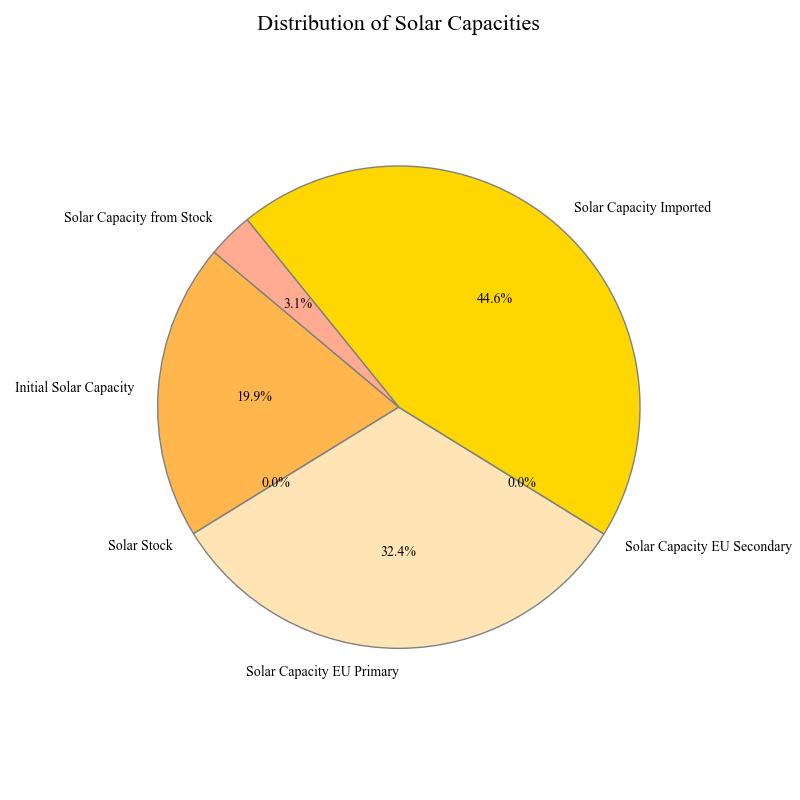 Distribution of Solar Capacities
Solar Capacity Imported
Solar Capacity from Stock
44.6%
3.1%
Initial Solar Capacity
19.9%
0.0%
0.0%
Solar Stock
Solar Capacity EU Secondary
32.4%
Solar Capacity EU Primary